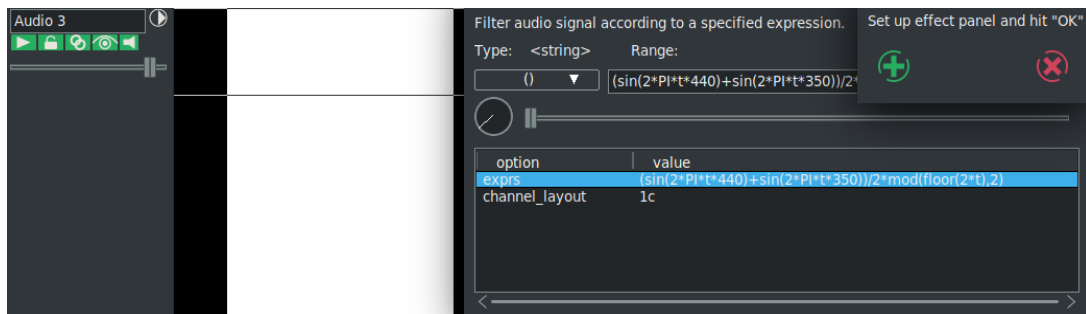 Audio 3
Filter audio signal according to a specified expression.
Set up effect panel and hit "OK"
Type: <string> Range:
() ▼ (sin(2*PI*t*440)+sin(2*PI*t*350))/2*
option value
exprs (sin(2*PI*t*440)+sin(2*PI*t*350))/2*mod(floor(2*t),2)
channel_layout 1c